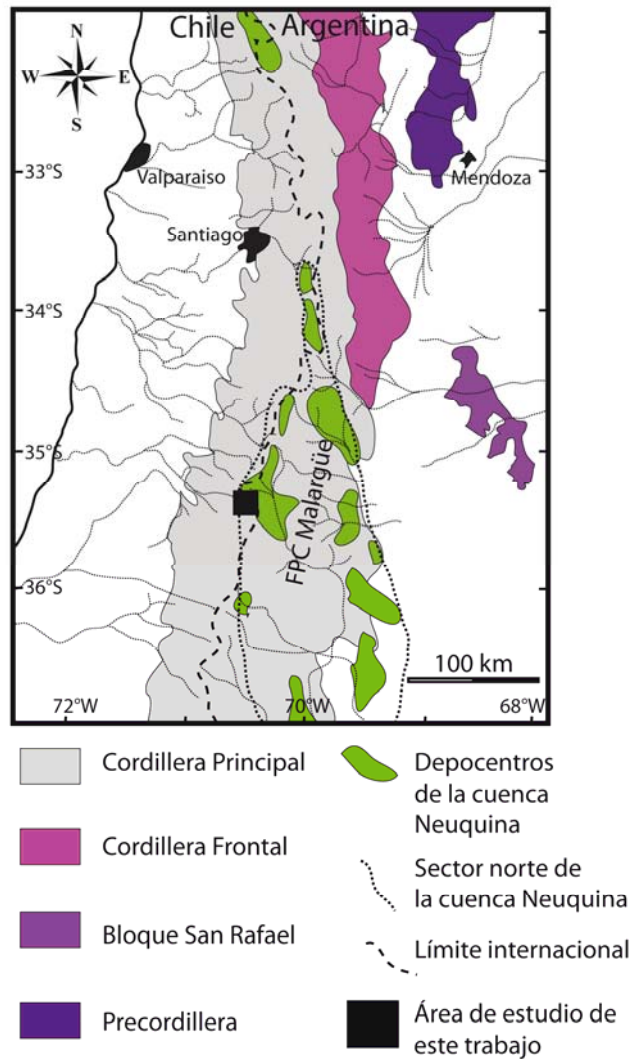 Chile Argentina
N
W E
S
33°S
Valparaiso
Mendoza
Santiago
34°S
35°S
FPC Malargüe
36°S
100 km
72°W 70°W 68°W
Cordillera Principal
Cordillera Frontal
Bloque San Rafael
Precordillera
Depocentros
de la cuenca
Neuquina
Sector norte de
la cuenca Neuquina
Límite internacional
Área de estudio de
este trabajo